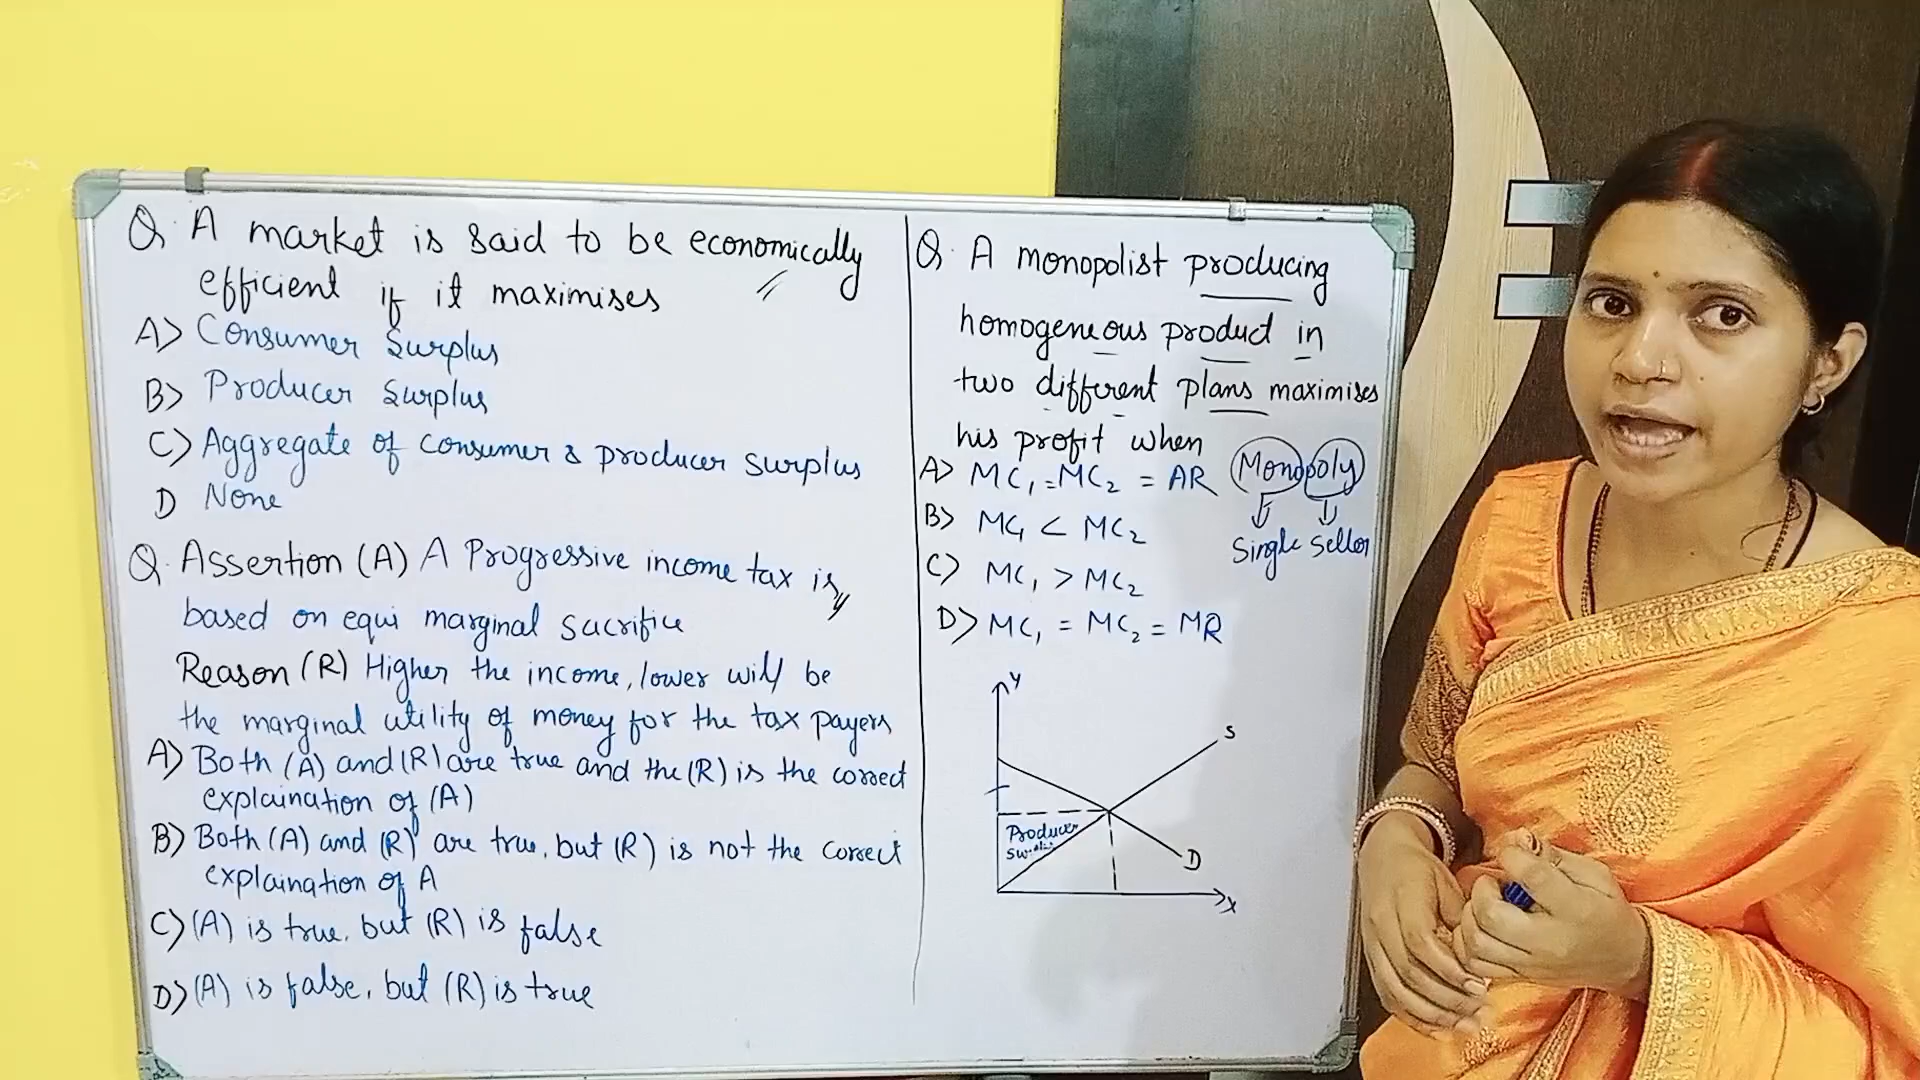 Q. A market is said to be economically
efficient if it maximises
A) Consumer Surplus
B) Producer Surplus
C) Aggregate of consumer & producer surplus
D None
Q. Assertion (A) A Progressive income tax is
based on equi marginal sacrifice
Reason (R) Higher the income, lower will be
the marginal utility of money for the tax payers
A) Both (A) and (R) are true and the (R) is the correct
explaination of (A)
B) Both (A) and (R) are true, but (R) is not the correct
explaination of A
C) (A) is true, but (R) is false
D) (A) is false, but (R) is true
Q. A monopolist producing
homogeneous product in
two different plans maximises
his profit when
A) MC₁ = MC₂ = AR
B) MC₁ < MC₂
C) MC₁ > MC₂
D) MC₁ = MC₂ = MR
Monopoly
Single Seller
Y
S
Producer
D
X